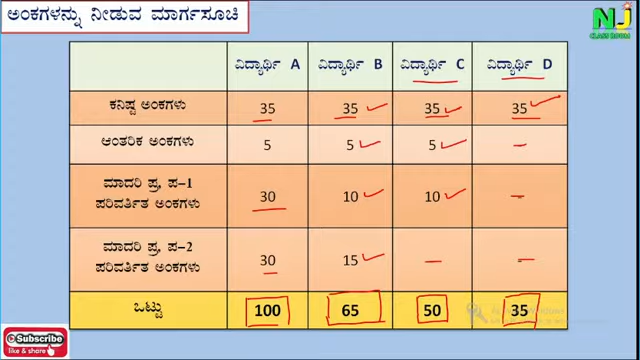 ಅಂಕಗಳನ್ನು ನೀಡುವ ಮಾರ್ಗಸೂಚಿ
NJ
CLASS ROOM
ವಿದ್ಯಾರ್ಥಿ A ವಿದ್ಯಾರ್ಥಿ B ವಿದ್ಯಾರ್ಥಿ C ವಿದ್ಯಾರ್ಥಿ D
ಕನಿಷ್ಟ ಅಂಕಗಳು 35 35 35 35
ಆಂತರಿಕ ಅಂಕಗಳು 5 5 5 –
ಮಾದರಿ ಪ್ರ. ಪ-1 ಪರಿವರ್ತಿತ ಅಂಕಗಳು 30 10 10 –
ಮಾದರಿ ಪ್ರ. ಪ-2 ಪರಿವರ್ತಿತ ಅಂಕಗಳು 30 15 – –
ಒಟ್ಟು 100 65 50 35
Subscribe
like & share